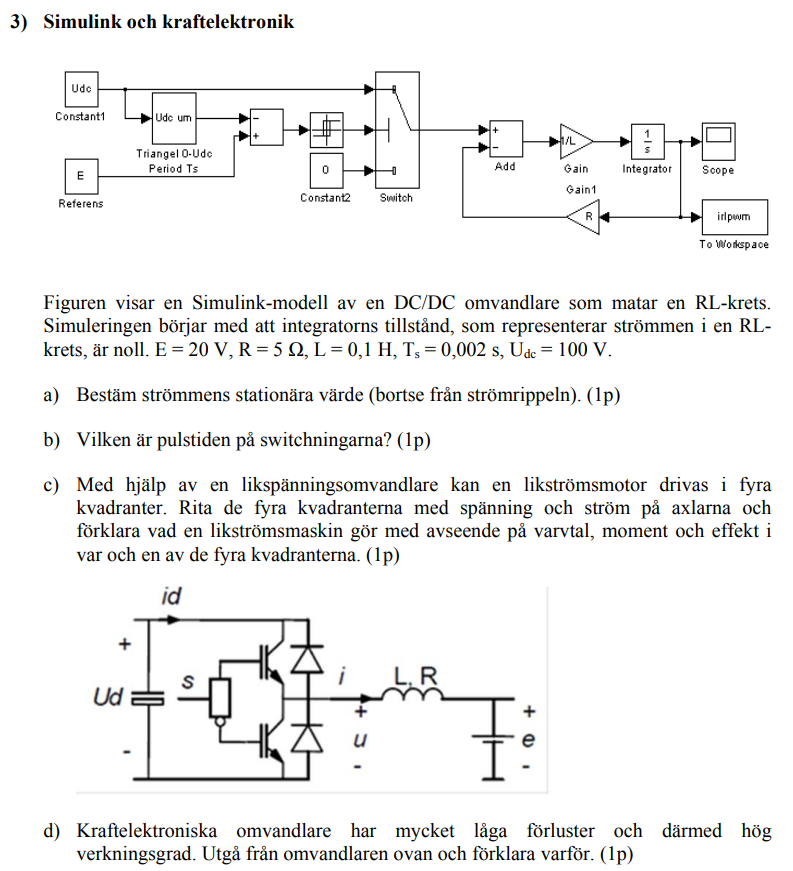 3) Simulink och kraftelektronik
Udc
Constant1
Udc um
Triangel 0-Udc
Period Ts
E
Referens
-
+
0
Constant2
Switch
+
-
Add
1/L
Gain
Gain1
R
1
s
Integrator
Scope
irlpwm
To Workspace
Figuren visar en Simulink-modell av en DC/DC omvandlare som matar en RL-krets.
Simuleringen börjar med att integratorns tillstånd, som representerar strömmen i en RL-
krets, är noll. E = 20 V, R = 5 Ω, L = 0,1 H, Ts = 0,002 s, Udc = 100 V.
a) Bestäm strömmens stationära värde (bortse från strömrippeln). (1p)
b) Vilken är pulstiden på switchningarna? (1p)
c) Med hjälp av en likspänningsomvandlare kan en likströmsmotor drivas i fyra
kvadranter. Rita de fyra kvadranterna med spänning och ström på axlarna och
förklara vad en likströmsmaskin gör med avseende på varvtal, moment och effekt i
var och en av de fyra kvadranterna. (1p)
id
+
Ud
-
s
i
L, R
+
u
-
+
e
-
d) Kraftelektroniska omvandlare har mycket låga förluster och därmed hög
verkningsgrad. Utgå från omvandlaren ovan och förklara varför. (1p)